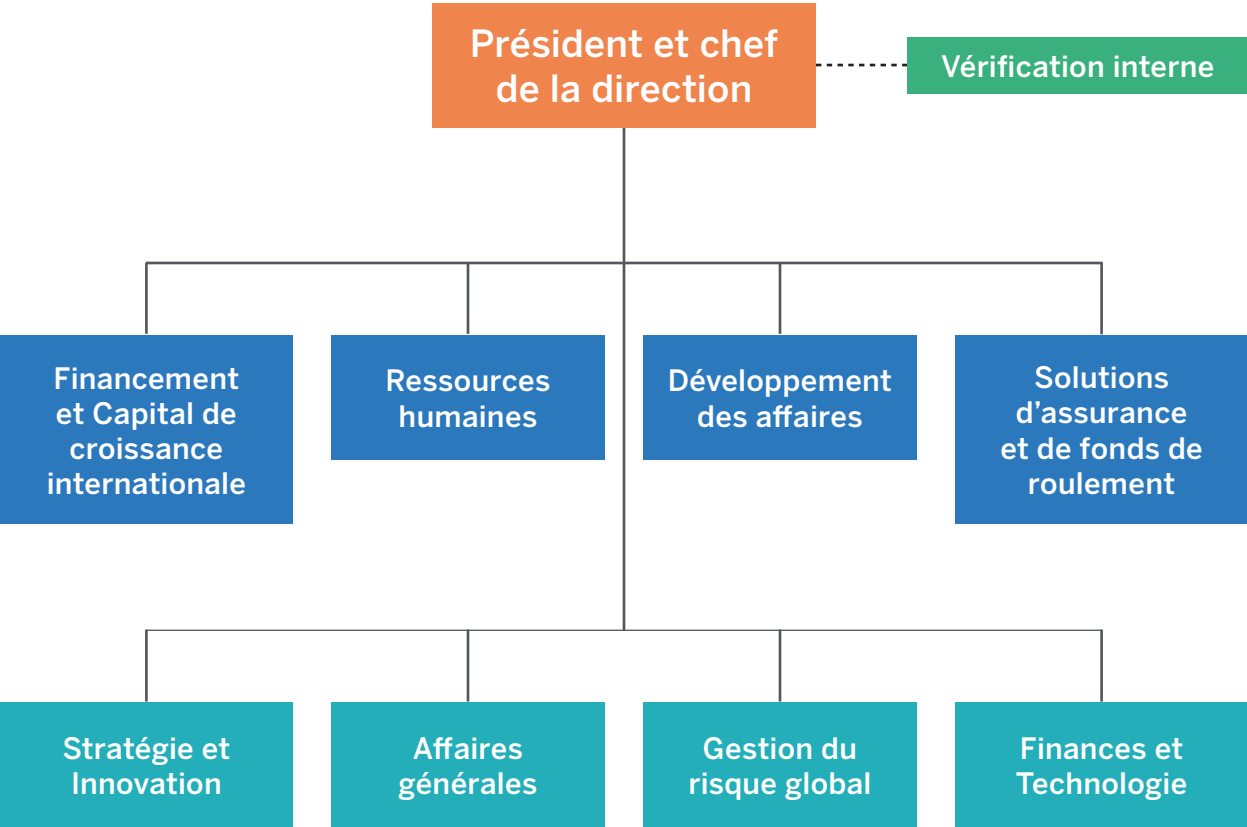 Président et chef
de la direction
Vérification interne
Financement
et Capital de
croissance
internationale
Ressources
humaines
Développement
des affaires
Solutions
d’assurance
et de fonds de
roulement
Stratégie et
Innovation
Affaires
générales
Gestion du
risque global
Finances et
Technologie